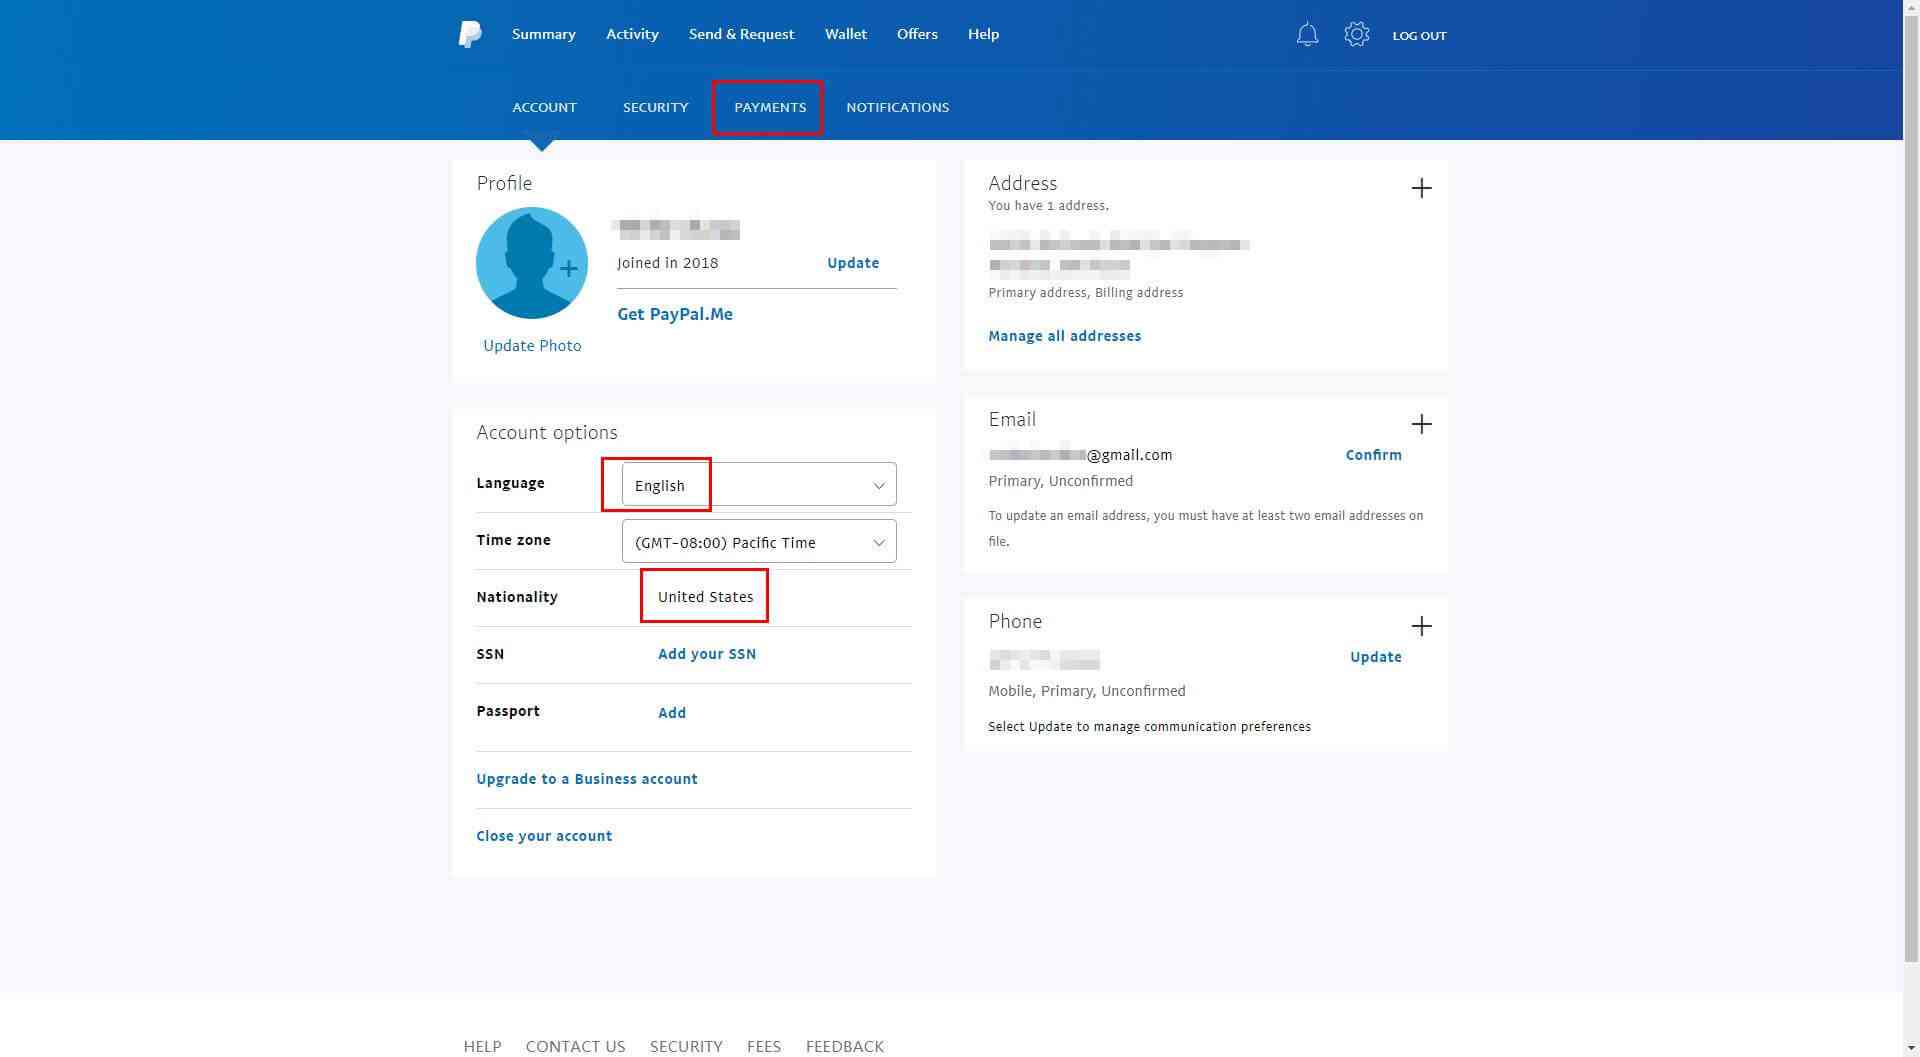 Summary Activity Send & Request Wallet Offers Help LOG OUT
ACCOUNT SECURITY PAYMENTS NOTIFICATIONS
Profile
Joined in 2018 Update
Get PayPal.Me
Update Photo
Account options
Language English
Time zone (GMT-08:00) Pacific Time
Nationality United States
SSN Add your SSN
Passport Add
Upgrade to a Business account
Close your account
Address
You have 1 address.
Primary address, Billing address
Manage all addresses
Email
@gmail.com Confirm
Primary, Unconfirmed
To update an email address, you must have at least two email addresses on
file.
Phone
Update
Mobile, Primary, Unconfirmed
Select Update to manage communication preferences
HELP CONTACT US SECURITY FEES FEEDBACK